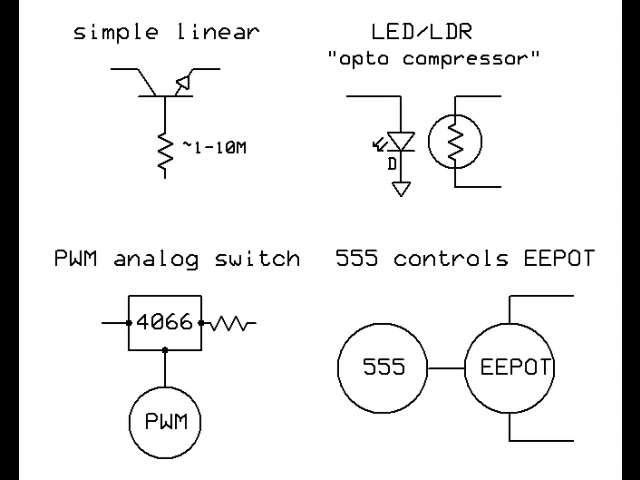 simple linear
~1-10M
LED/LDR
"opto compressor"
D
PWM analog switch
4066
PWM
555 controls EEPOT
555
EEPOT